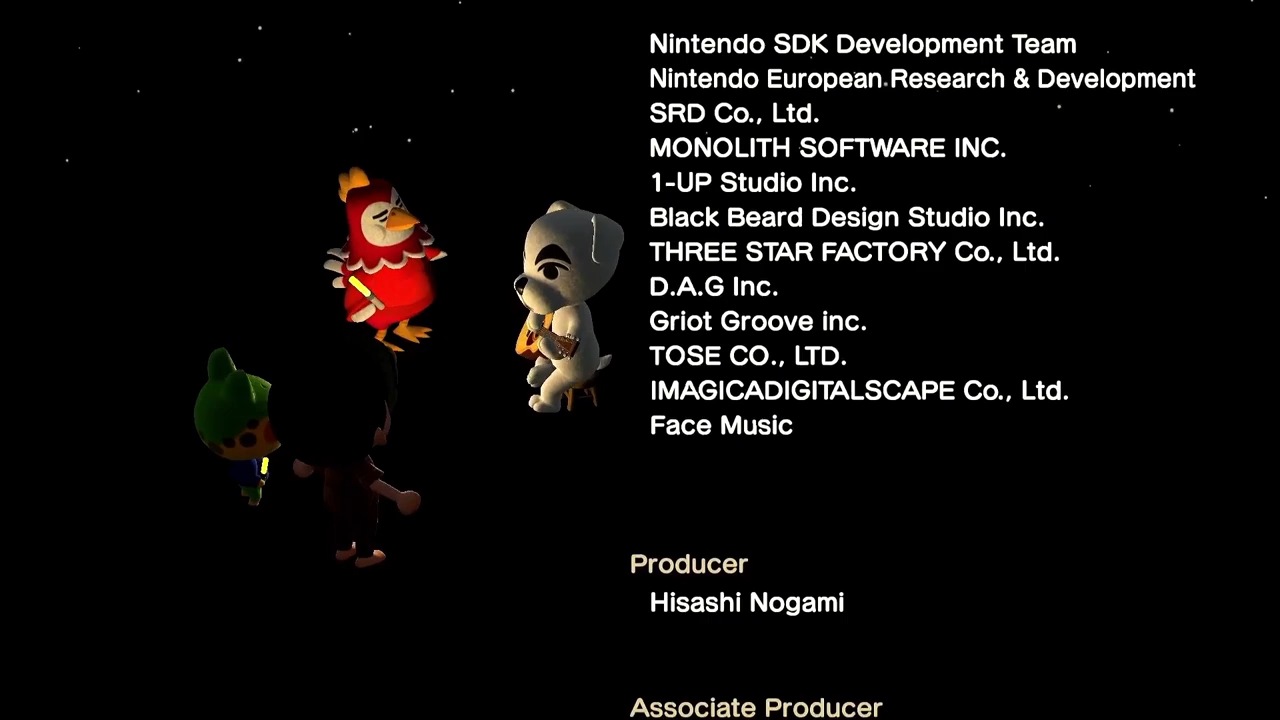 Nintendo SDK Development Team
Nintendo European Research & Development
SRD Co., Ltd.
MONOLITH SOFTWARE INC.
1-UP Studio Inc.
Black Beard Design Studio Inc.
THREE STAR FACTORY Co., Ltd.
D.A.G Inc.
Griot Groove inc.
TOSE CO., LTD.
IMAGICADIGITALSCAPE Co., Ltd.
Face Music
Producer
Hisashi Nogami
Associate Producer